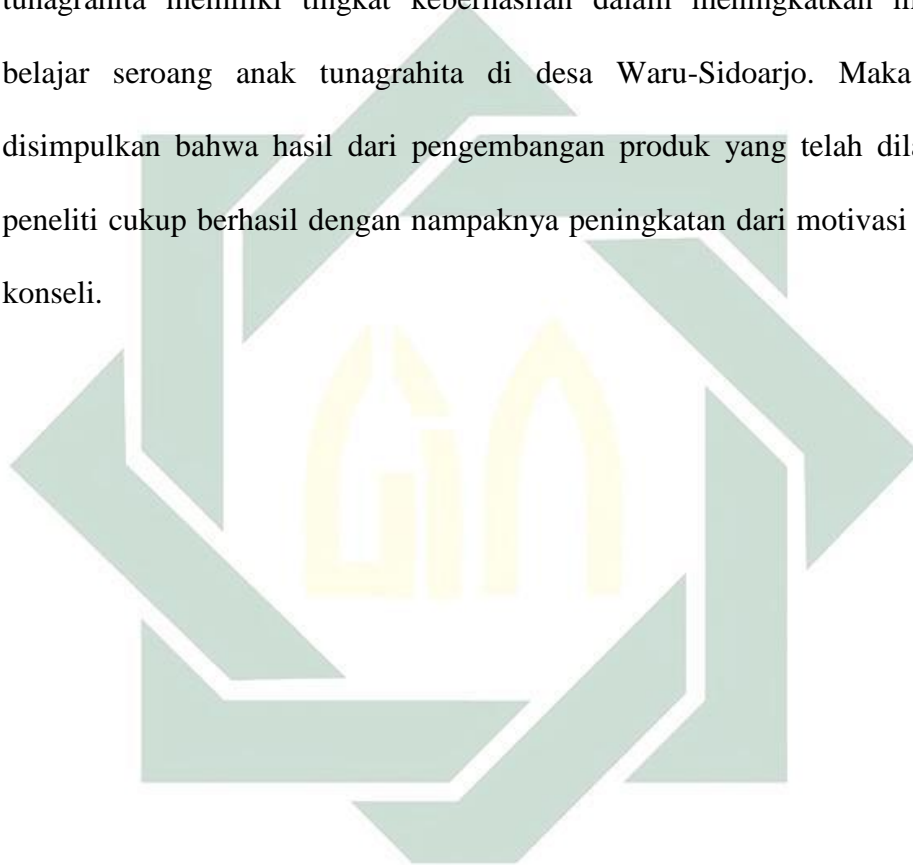 tunagrahita memiliki tingkat keberhasilan dalam meningkatkan
belajar seroang anak tunagrahita di desa Waru-Sidoarjo. Maka
disimpulkan bahwa hasil dari pengembangan produk yang telah
peneliti cukup berhasil dengan nampaknya peningkatan dari motivasi
konseli.